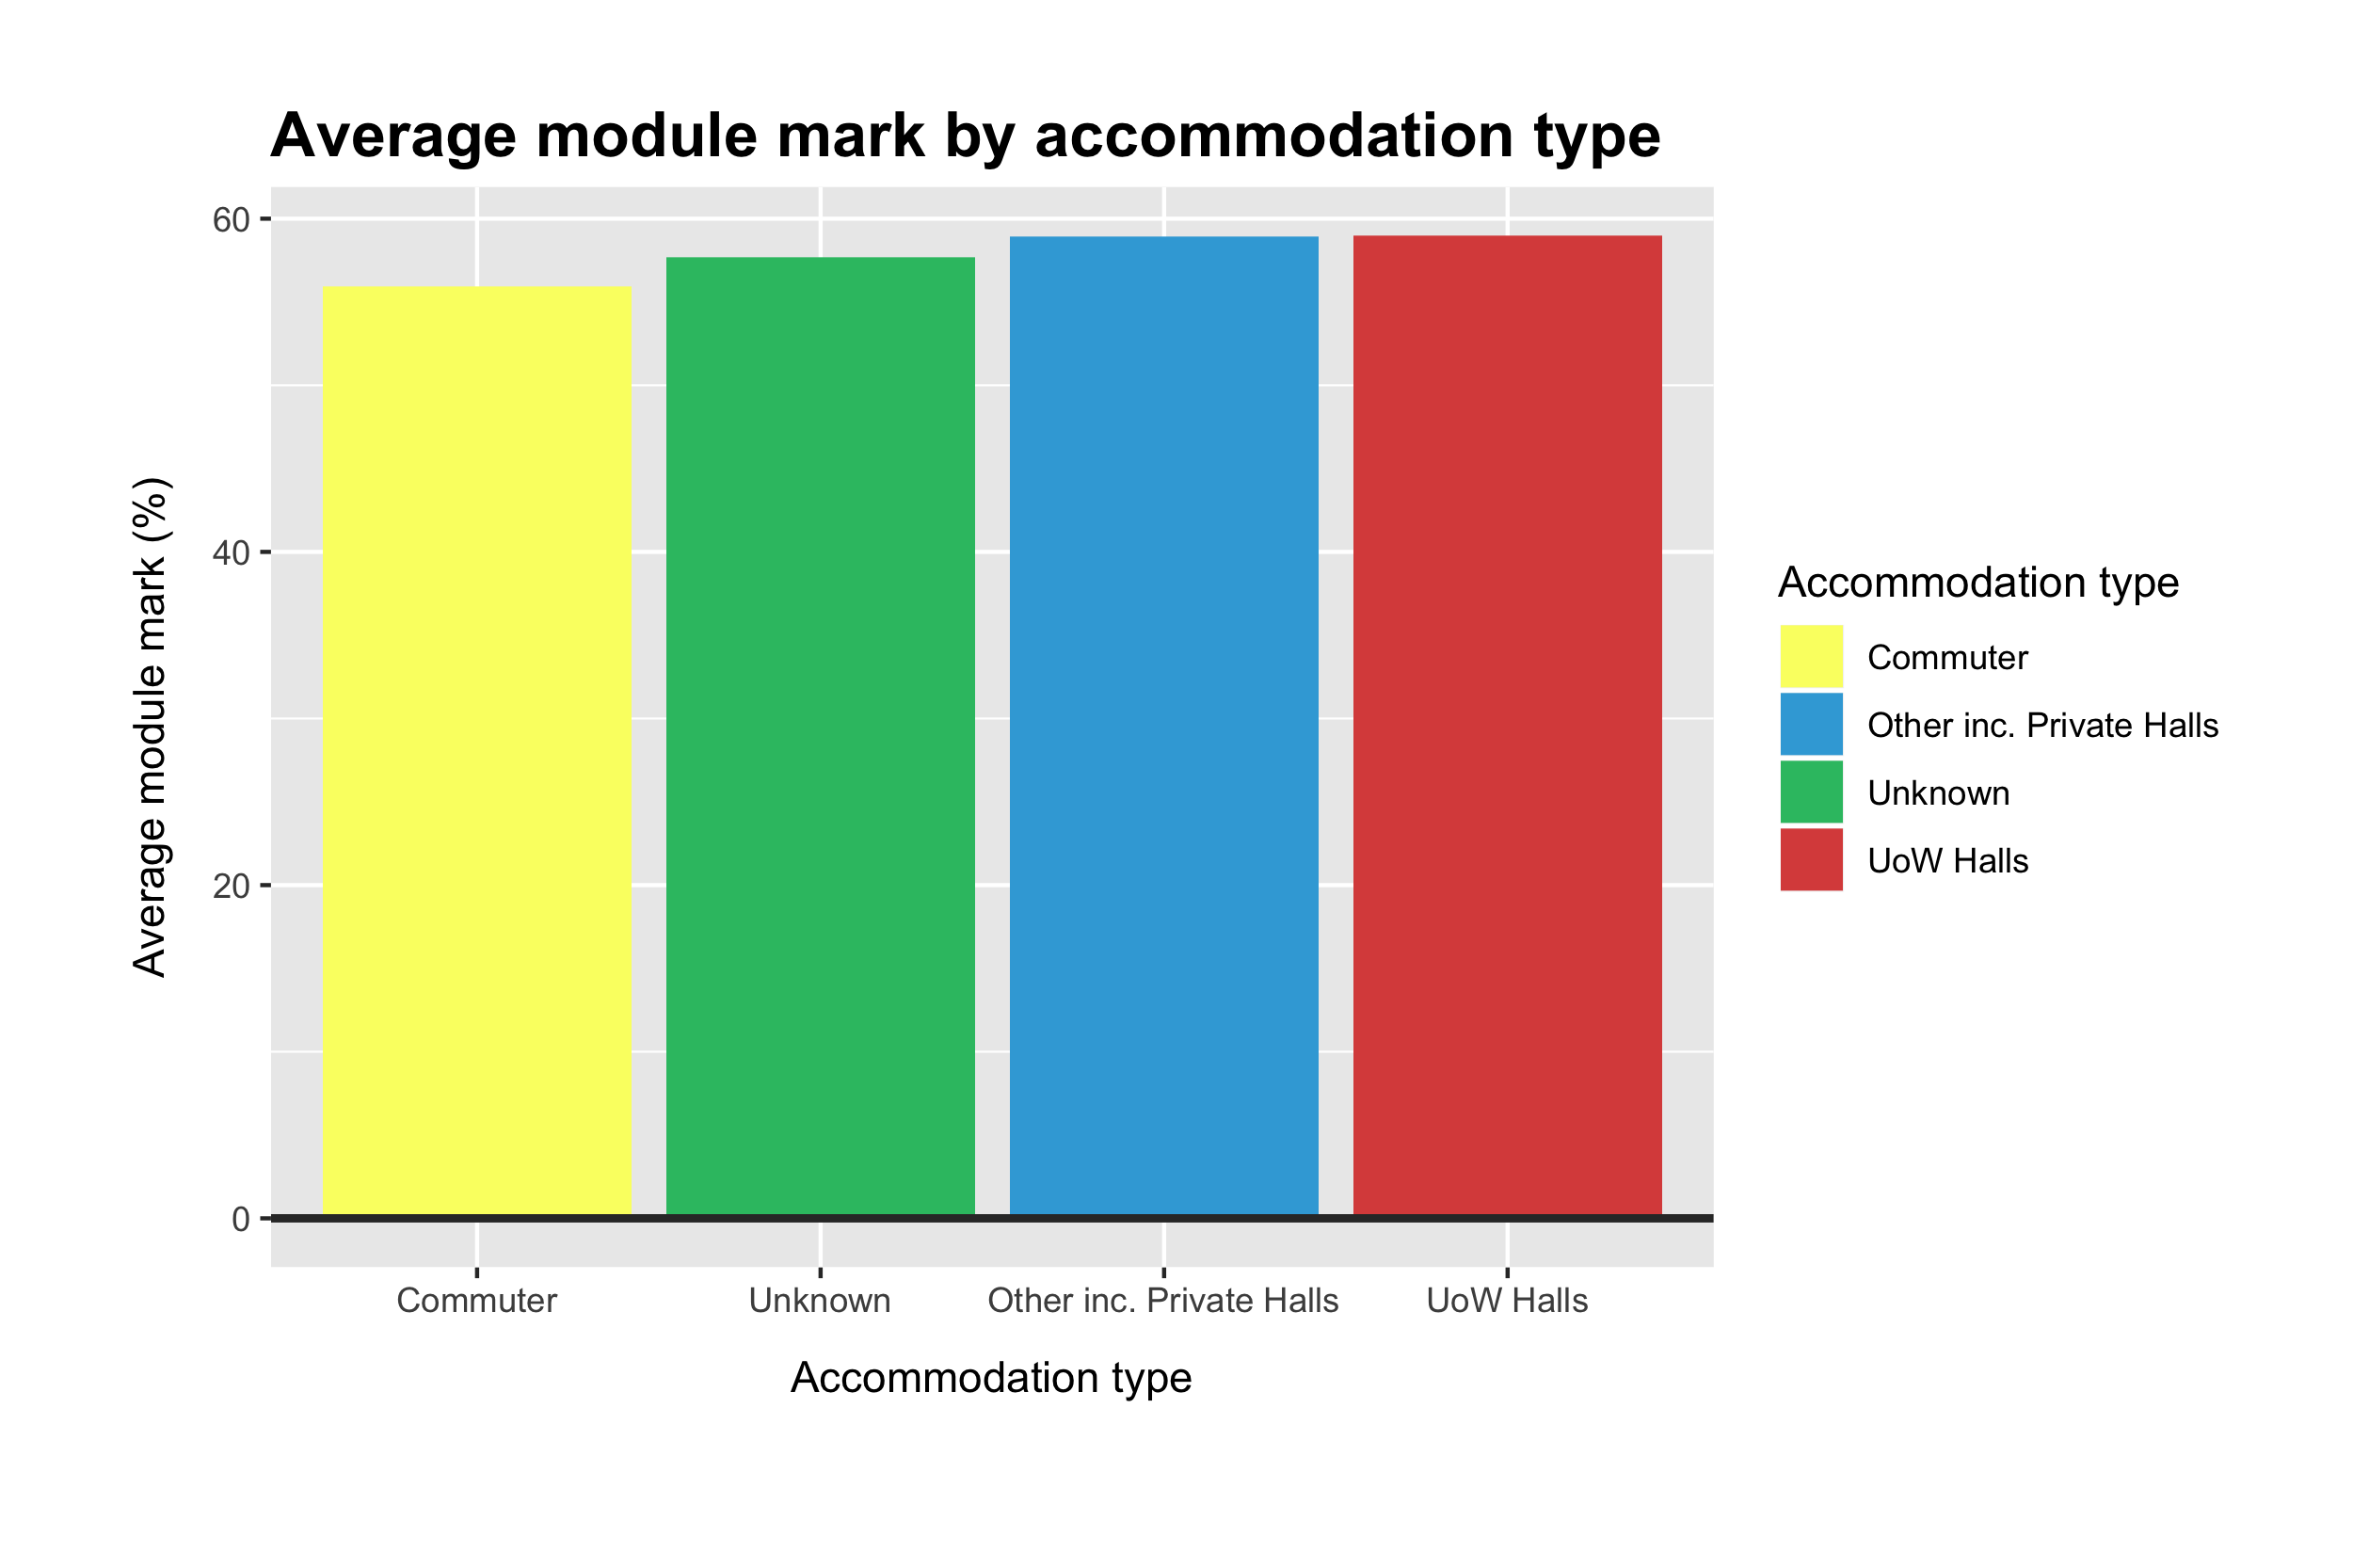 Average module mark by accommodation type
Average module mark (%)
60
40
20
0
Commuter
Unknown
Other inc. Private Halls
UoW Halls
Accommodation type
Accommodation type
Commuter
Other inc. Private Halls
Unknown
UoW Halls